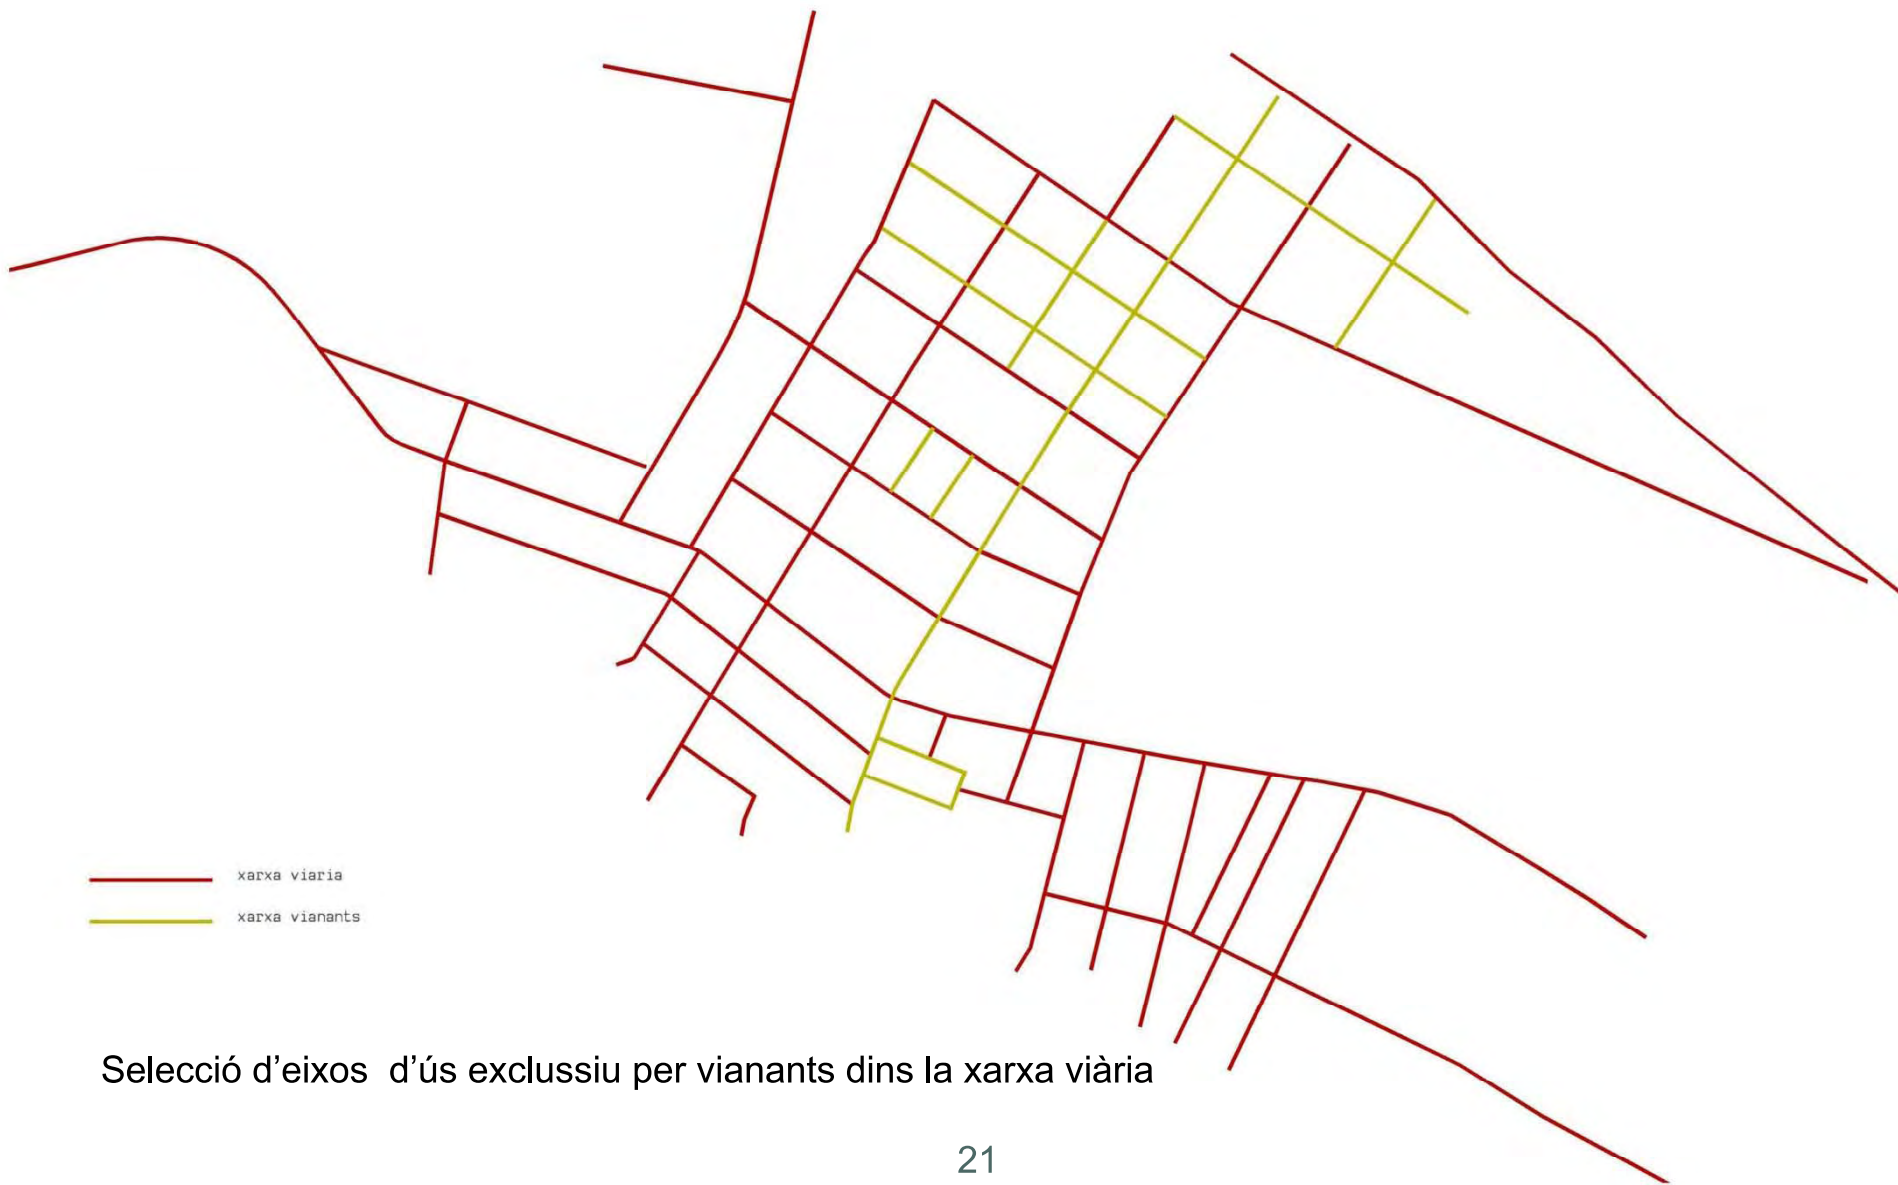 xarxa viaria
xarxa vianants
Selecció d’eixos  d’ús exclussiu per vianants dins la xarxa viària
21